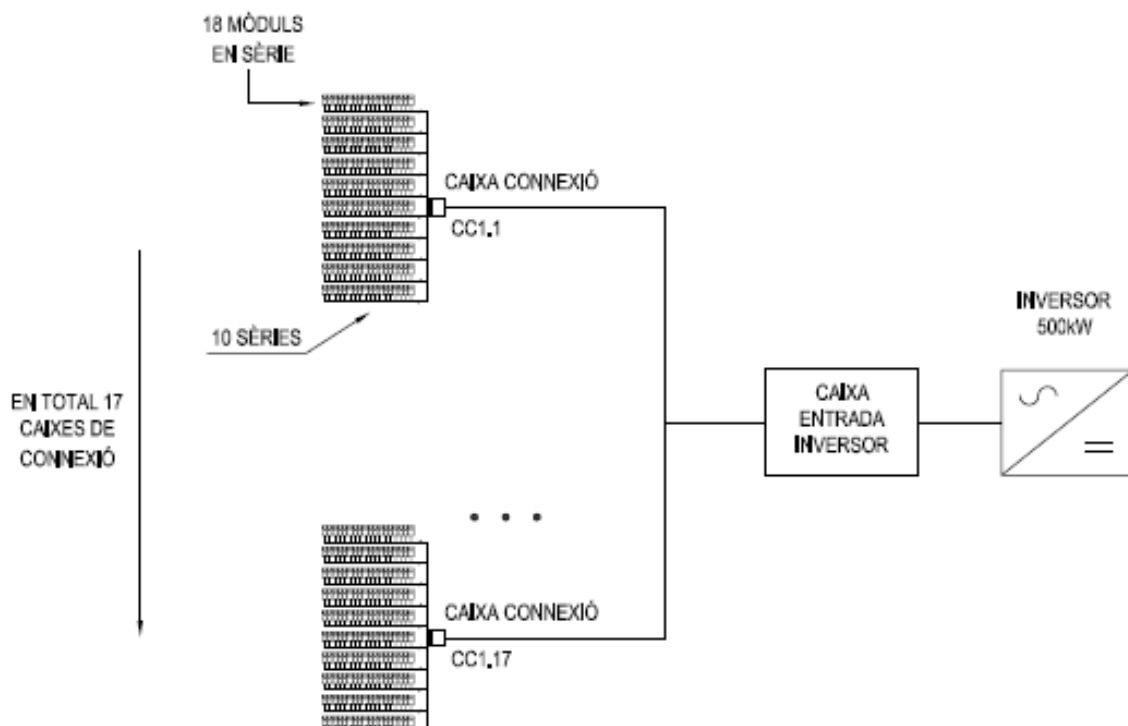 18 MÒDULS
EN SÈRIE
CAIXA CONNEXIÓ
CC1.1
10 SÈRIES
EN TOTAL 17
CAIXES DE
CONNEXIÓ
INVERSOR
500kW
CAIXA
ENTRADA
INVERSOR
CAIXA CONNEXIÓ
CC1.17